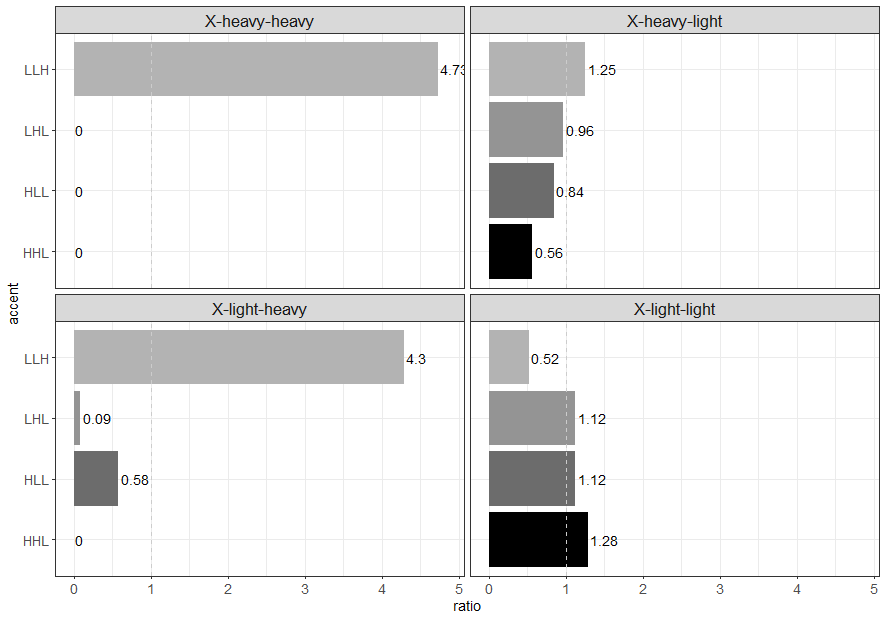 X-heavy-heavy
X-heavy-light
LLH 4.73 1.25
LHL 0 0.96
HLL 0 0.84
HHL 0 0.56
accent
X-light-heavy
X-light-light
LLH 4.3 0.52
LHL 0.09 1.12
HLL 0.58 1.12
HHL 0 1.28
0 1 2 3 4 5 0 1 2 3 4 5
ratio